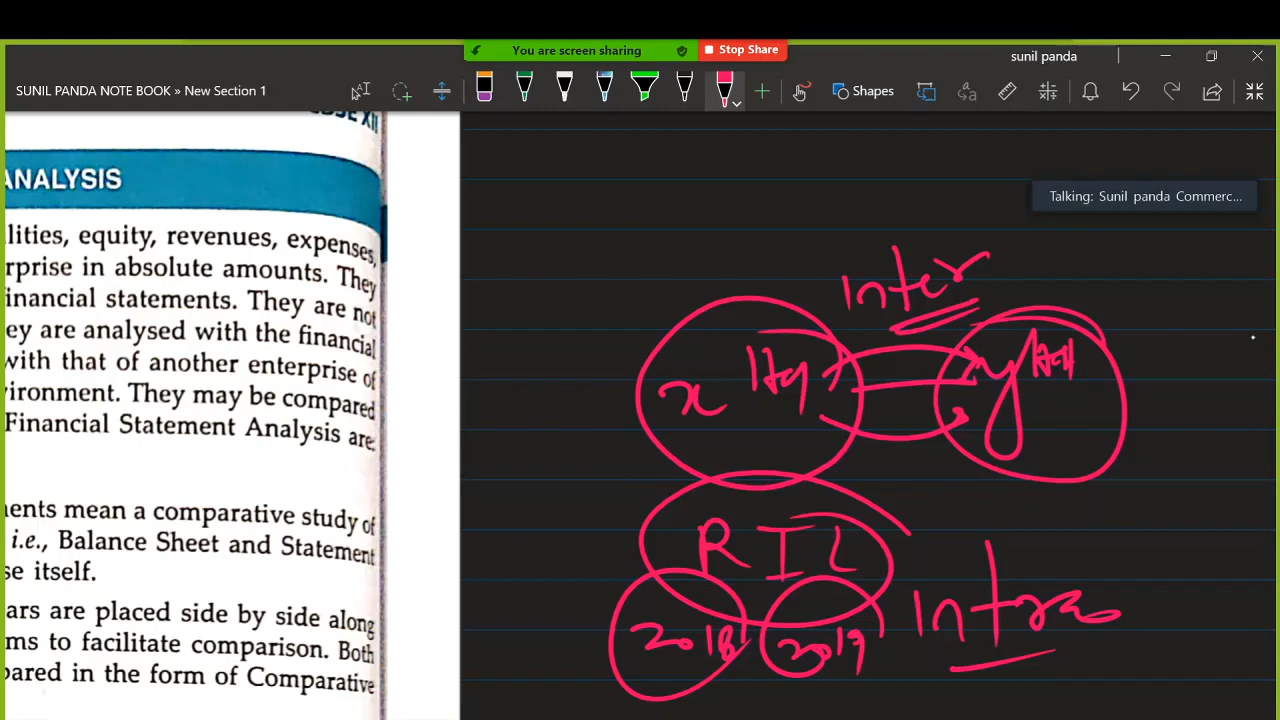 You are screen sharing
Stop Share
sunil panda
SUNIL PANDA NOTE BOOK » New Section 1
Shapes
Talking: Sunil panda Commerc...
XII
ANALYSIS
lities, equity, revenues, expenses,
rprise in absolute amounts. They
inancial statements. They are not
ey are analysed with the financial
with that of another enterprise of
ironment. They may be compared
Financial Statement Analysis are:
ents mean a comparative study of
i.e., Balance Sheet and Statement
se itself.
ars are placed side by side along
ms to facilitate comparison. Both
pared in the form of Comparative
Inter
x
y
RIL
2018 2019
Intra